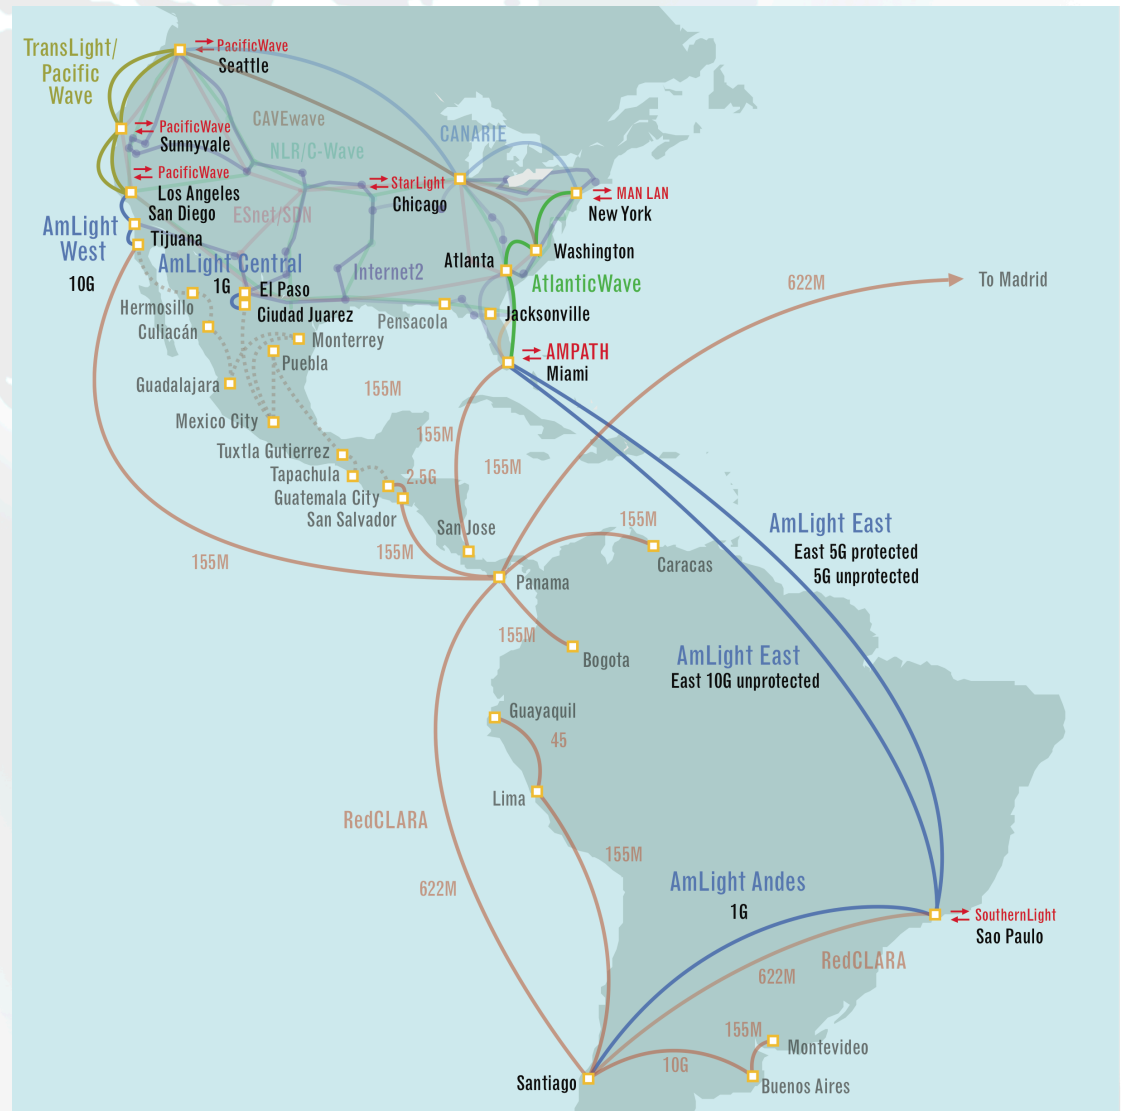 TransLight/
Pacific
Wave
PacificWave
Seattle
CAVEwave
CANARIE
PacificWave
Sunnyvale
NLR/C-Wave
PacificWave
Los Angeles
StarLight
Chicago
MAN LAN
New York
San Diego
ESnet/SDN
AmLight
West
10G
Tijuana
AmLight Central
1G
Internet2
Atlanta
Washington
AtlanticWave
El Paso
Ciudad Juarez
Hermosillo
Culiacán
Pensacola
Jacksonville
622M
To Madrid
Monterrey
Puebla
AMPATH
Miami
Guadalajara
155M
Mexico City
155M
Tuxtla Gutierrez
Tapachula
2.5G
155M
Guatemala City
San Salvador
San Jose
155M
AmLight East
East 5G protected
5G unprotected
155M
155M
Caracas
Panama
155M
Bogota
AmLight East
East 10G unprotected
Guayaquil
45
Lima
RedCLARA
155M
622M
AmLight Andes
1G
SouthernLight
Sao Paulo
RedCLARA
622M
155M
Montevideo
10G
Santiago
Buenos Aires